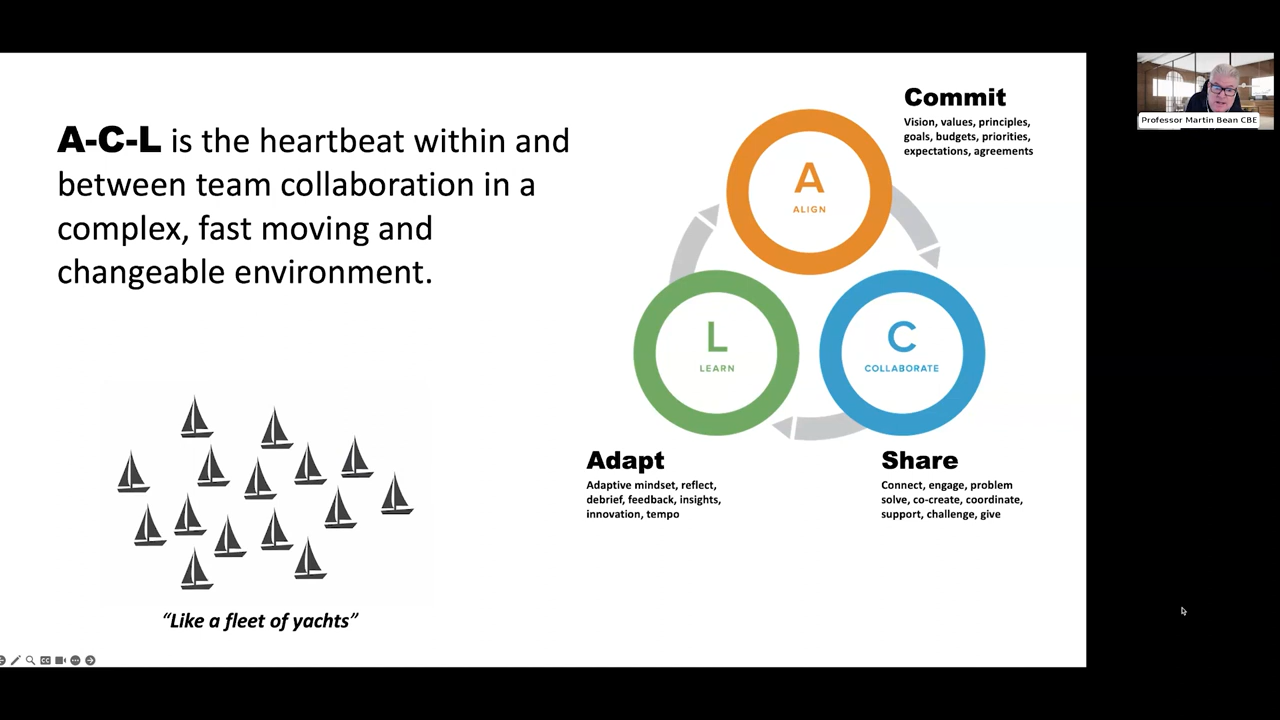 A-C-L is the heartbeat within and
between team collaboration in a
complex, fast moving and
changeable environment.
"Like a fleet of yachts"
Commit
Vision, values, principles,
goals, budgets, priorities,
expectations, agreements
A
ALIGN
L
LEARN
C
COLLABORATE
Adapt
Adaptive mindset, reflect,
debrief, feedback, insights,
innovation, tempo
Share
Connect, engage, problem
solve, co-create, coordinate,
support, challenge, give
Professor Martin Bean CBE